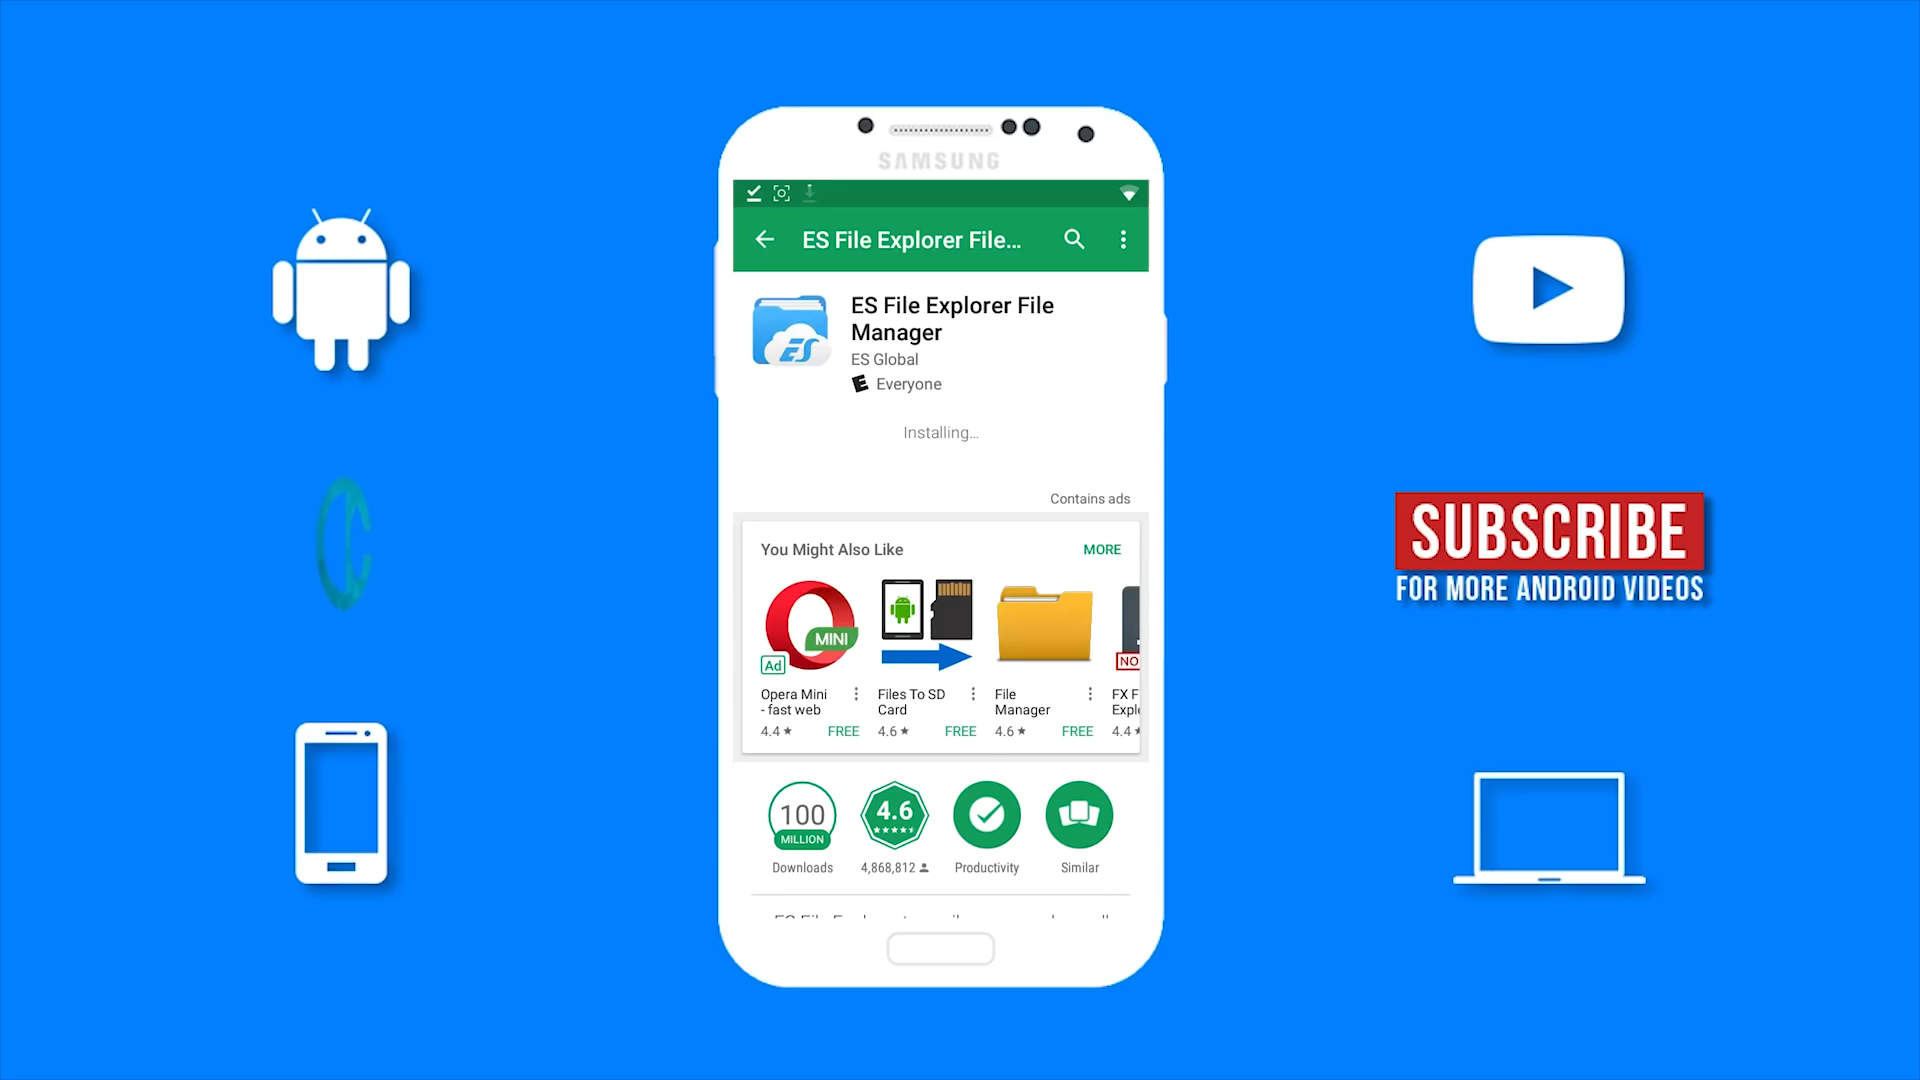 SAMSUNG
ES File Explorer File...
ES File Explorer File
Manager
ES Global
E Everyone
Installing...
Contains ads
You Might Also Like
MORE
MINI
Ad
NO
Opera Mini
- fast web
4.4 ★ FREE
Files To SD
Card
4.6 ★ FREE
File
Manager
4.6 ★ FREE
FX F
Expl
4.4 ★
100
MILLION
Downloads
4.6
4,868,812
Productivity
Similar
SUBSCRIBE
FOR MORE ANDROID VIDEOS